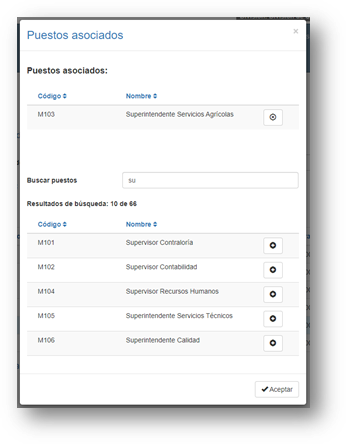 Puestos asociados ×
Puestos asociados:
Código Nombre
M103 Superintendente Servicios Agrícolas
Buscar puestos su
Resultados de búsqueda: 10 de 66
Código Nombre
M101 Supervisor Contraloría
M102 Supervisor Contabilidad
M104 Supervisor Recursos Humanos
M105 Superintendente Servicios Técnicos
M106 Superintendente Calidad
Aceptar